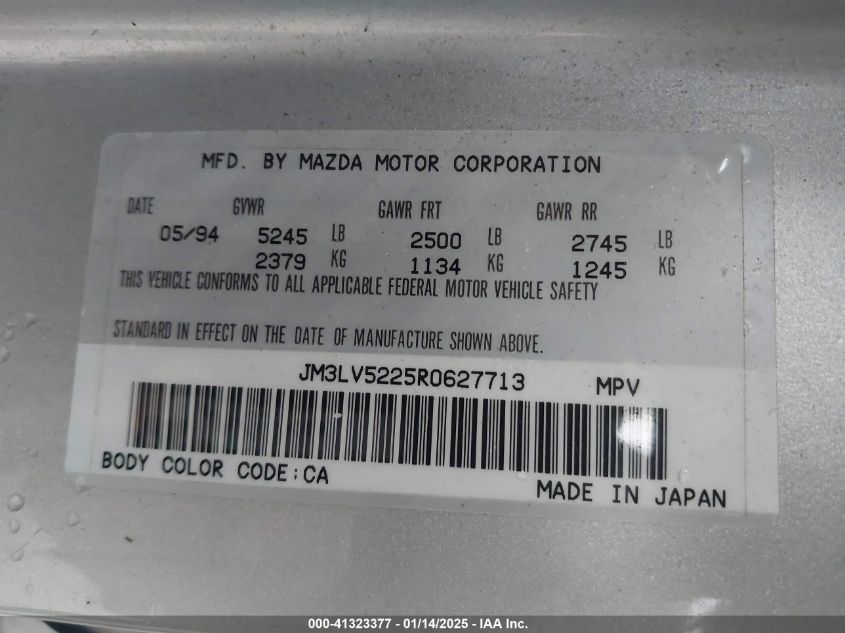 MFD. BY MAZDA MOTOR CORPORATION
DATE GVWR GAWR FRT GAWR RR
05/94 5245 LB 2500 LB 2745 LB
2379 KG 1134 KG 1245 KG
THIS VEHICLE CONFORMS TO ALL APPLICABLE FEDERAL MOTOR VEHICLE SAFETY
STANDARD IN EFFECT ON THE DATE OF MANUFACTURE SHOWN ABOVE.
JM3LV5225R0627713 MPV
BODY COLOR CODE:CA
MADE IN JAPAN
000-41323377 - 01/14/2025 - IAA Inc.